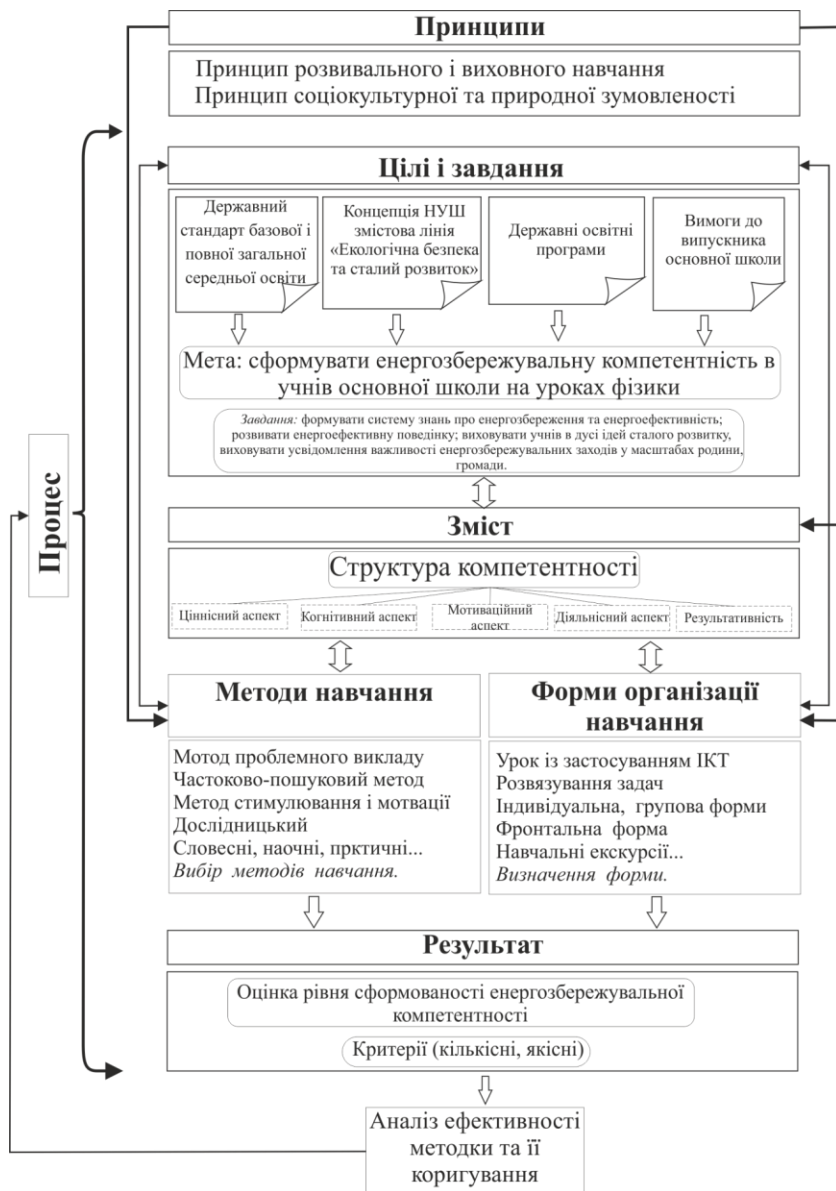 Принципи
Принцип розвивального і виховного навчання
Принцип соціокультурної та природної зумовленості
Цілі і завдання
Державний
стандарт базової і
повної загальної
середньої освіти
Концепція НУШ
змістова лінія
«Екологічна безпека
та сталий розвиток»
Державні освітні
програми
Вимоги до
випускника
основної школи
Мета: сформувати енергозбережувальну компетентність в
учнів основної школи на уроках фізики
Завдання: формувати систему знань про енергозбереження та енергоефективність;
розвивати енергоефективну поведінку; виховувати учнів в дусі ідей сталого розвитку,
виховувати усвідомлення важливості енергозбережувальних заходів у масштабах родини,
громади.
Процес
Зміст
Структура компетентності
Ціннісний аспект
Когнітивний аспект
Мотиваційний
аспект
Діяльнісний аспект
Результативність
Методи навчання
Мотод проблемного викладу
Частоково-пошуковий метод
Метод стимулювання і мотвації
Дослідницький
Словесні, наочні, прктичні...
Вибір методів навчання.
Форми організації
навчання
Урок із застосуванням ІКТ
Розвязування задач
Індивідуальна, групова форми
Фронтальна форма
Навчальні екскурсії...
Визначення форми.
Результат
Оцінка рівня сформованості енергозбережувальної
компетентності
Критерії (кількісні, якісні)
Аналіз ефективності
методки та її
коригування